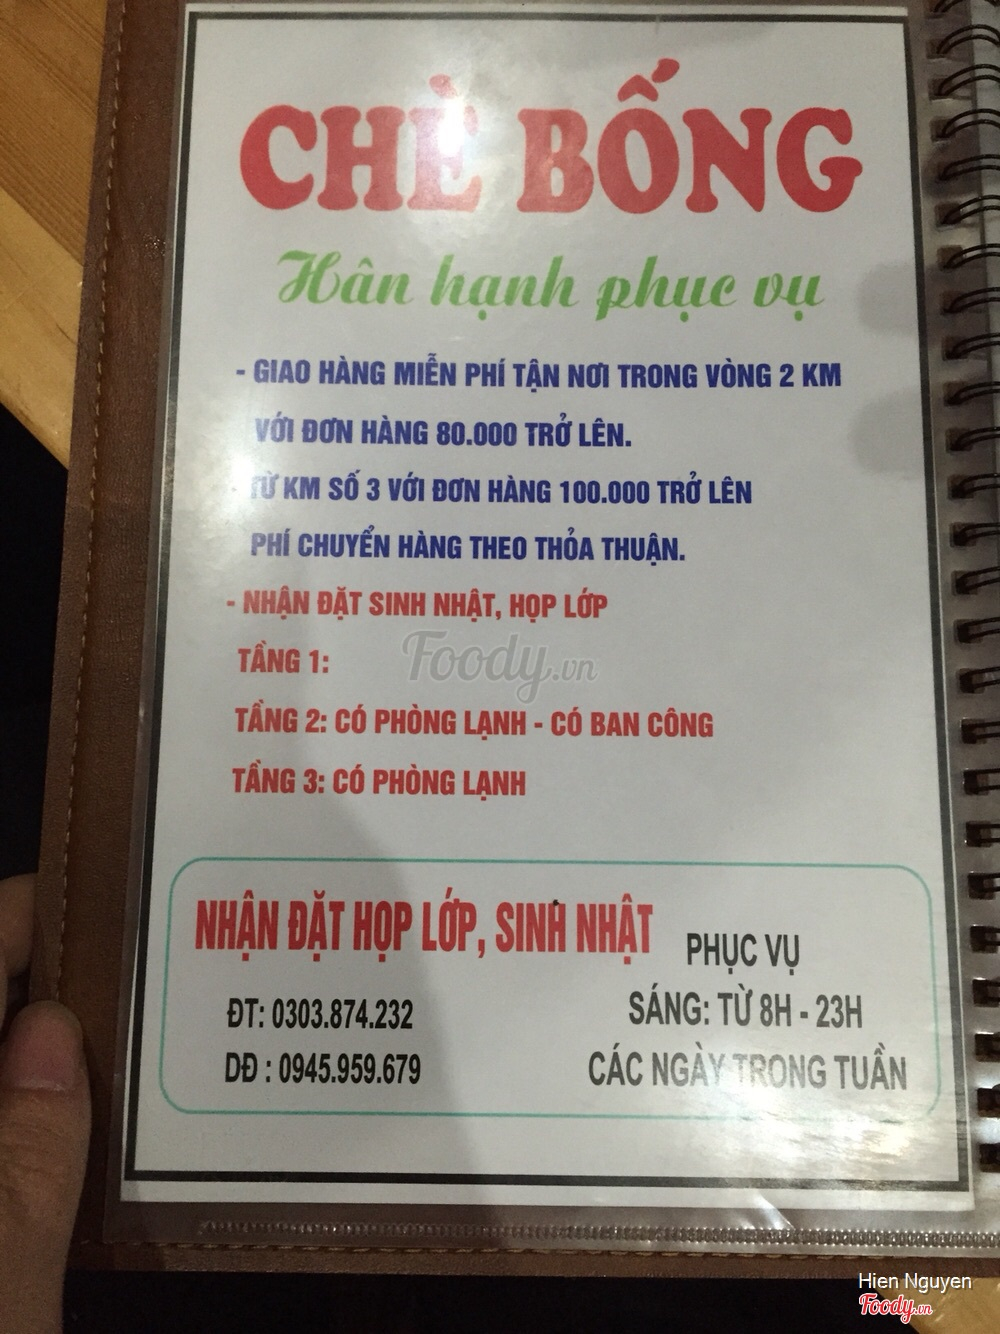 CHÈ BỐNG
Hân hạnh phục vụ
- GIAO HÀNG MIỄN PHÍ TẬN NƠI TRONG VÒNG 2 KM
VỚI ĐƠN HÀNG 80.000 TRỞ LÊN.
TỪ KM SỐ 3 VỚI ĐƠN HÀNG 100.000 TRỞ LÊN
PHÍ CHUYỂN HÀNG THEO THỎA THUẬN.
- NHẬN ĐẶT SINH NHẬT, HỌP LỚP
Foody.vn
TẦNG 1:
TẦNG 2: CÓ PHÒNG LẠNH - CÓ BAN CÔNG
TẦNG 3: CÓ PHÒNG LẠNH
NHẬN ĐẶT HỌP LỚP, SINH NHẬT
ĐT: 0303.874.232
DĐ : 0945.959.679
PHỤC VỤ
SÁNG: TỪ 8H - 23H
CÁC NGÀY TRONG TUẦN
Hien Nguyen
Foody.vn